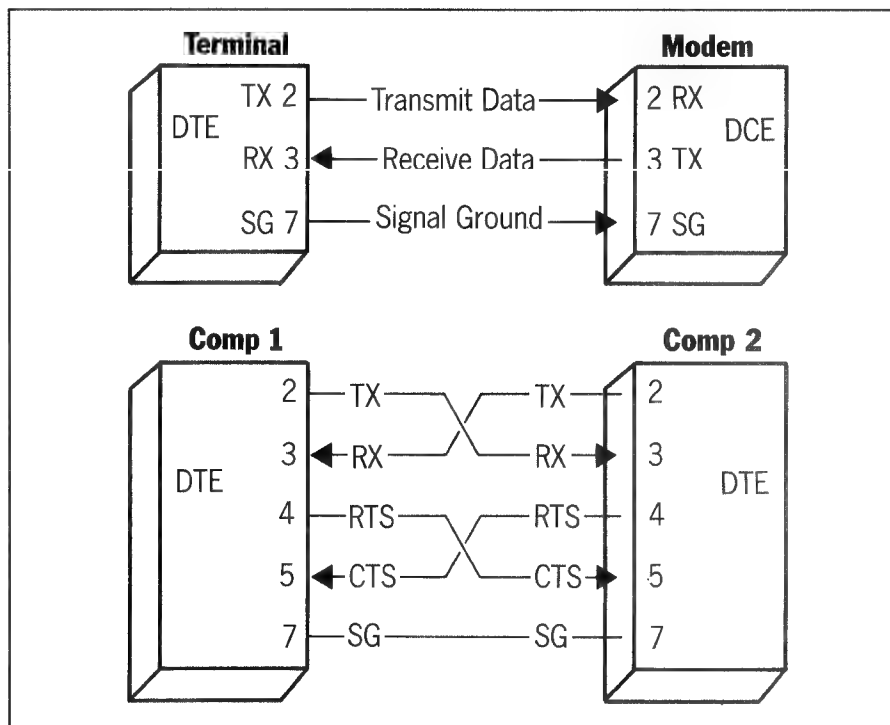 Terminal Modem
TX 2 Transmit Data 2 RX
DTE DCE
RX 3 Receive Data 3 TX
SG 7 Signal Ground 7 SG
Comp 1 Comp 2
2 TX TX 2
3 RX RX 3
DTE DTE
4 RTS RTS 4
5 CTS CTS 5
7 SG SG 7